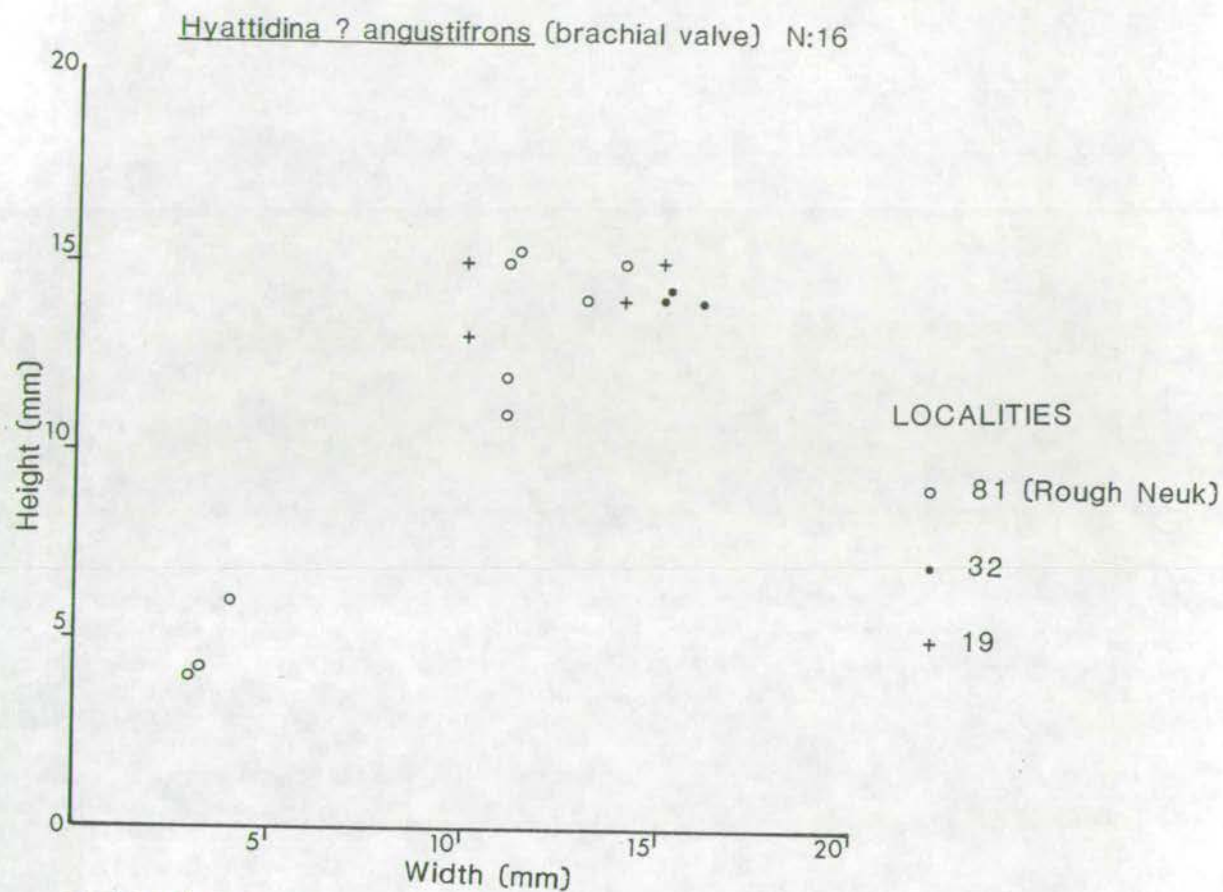 Hyattidina ? angustifrons (brachial valve) N:16
20
15
10
5
0
Height (mm)
5
10
15
20
Width (mm)
LOCALITIES
o 81 (Rough Neuk)
• 32
+ 19